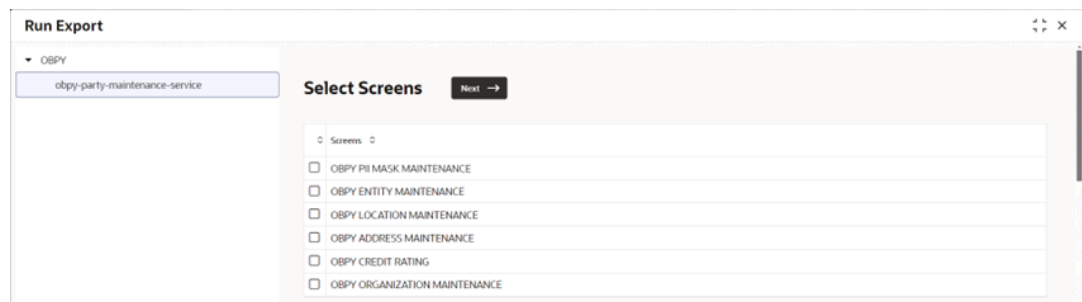 Run Export
OBPY
obpy-party-maintenance-service
Select Screens
Next →
Screens
OBPY PII MASK MAINTENANCE
OBPY ENTITY MAINTENANCE
OBPY LOCATION MAINTENANCE
OBPY ADDRESS MAINTENANCE
OBPY CREDIT RATING
OBPY ORGANIZATION MAINTENANCE